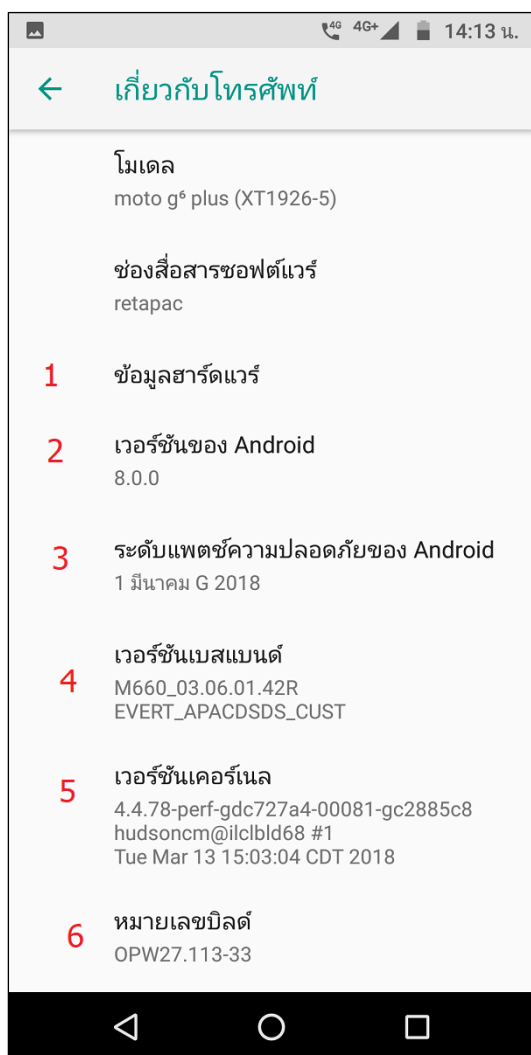 4G 4G+ 14:13 น.
เกี่ยวกับโทรศัพท์
โมเดล
moto g⁶ plus (XT1926-5)
ช่องสื่อสารซอฟต์แวร์
retapac
1 ข้อมูลฮาร์ดแวร์
2 เวอร์ชันของ Android
8.0.0
3 ระดับแพตช์ความปลอดภัยของ Android
1 มีนาคม G 2018
4 เวอร์ชันเบสแบนด์
M660_03.06.01.42R
EVERT_APACDSDS_CUST
5 เวอร์ชันเคอร์เนล
4.4.78-perf-gdc727a4-00081-gc2885c8
hudsoncm@ilclbld68 #1
Tue Mar 13 15:03:04 CDT 2018
6 หมายเลขบิลด์
OPW27.113-33